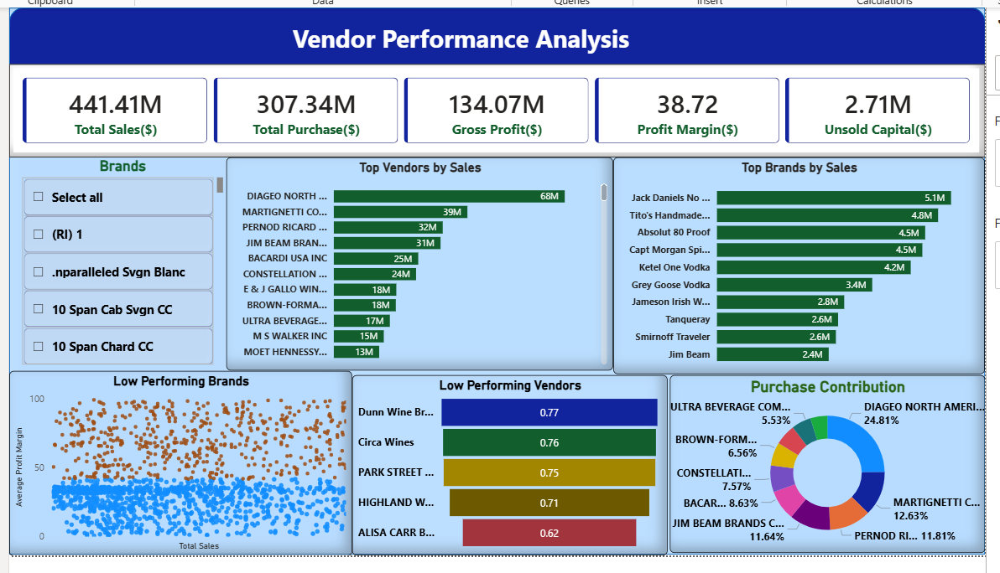 Clipboard
Data
Queries
Insert
Calculations
Vendor Performance Analysis
441.41M
Total Sales($)
307.34M
Total Purchase($)
134.07M
Gross Profit($)
38.72
Profit Margin($)
2.71M
Unsold Capital($)
Brands
Select all
(RI) 1
.nparalleled Svgn Blanc
10 Span Cab Svgn CC
10 Span Chard CC
Top Vendors by Sales
DIAGEO NORTH ... 68M
MARTIGNETTI CO... 39M
PERNOD RICARD ... 32M
JIM BEAM BRAN... 31M
BACARDI USA INC 25M
CONSTELLATION ... 24M
E & J GALLO WIN... 18M
BROWN-FORMA... 18M
ULTRA BEVERAGE... 17M
M S WALKER INC 15M
MOET HENNESSY... 13M
Top Brands by Sales
Jack Daniels No ... 5.1M
Tito's Handmade... 4.8M
Absolut 80 Proof 4.5M
Capt Morgan Spi... 4.5M
Ketel One Vodka 4.2M
Grey Goose Vodka 3.4M
Jameson Irish W... 2.8M
Tanqueray 2.6M
Smirnoff Traveler 2.6M
Jim Beam 2.4M
Low Performing Brands
Average Profit Margin
100
50
0
Total Sales
Low Performing Vendors
Dunn Wine Br... 0.77
Circa Wines 0.76
PARK STREET ... 0.75
HIGHLAND W... 0.71
ALISA CARR B... 0.62
Purchase Contribution
ULTRA BEVERAGE COM...
5.53%
DIAGEO NORTH AMERI...
24.81%
BROWN-FORM...
6.56%
CONSTELLATI...
7.57%
BACAR... 8.63%
MARTIGNETTI C...
12.63%
JIM BEAM BRANDS C...
11.64%
PERNOD RI... 11.81%